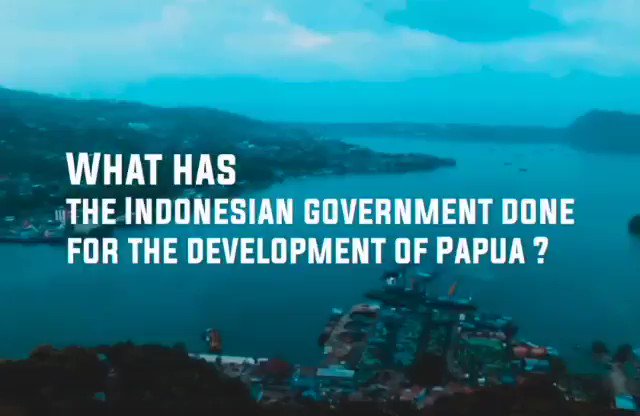 What has
the Indonesian government done
for the development of Papua ?